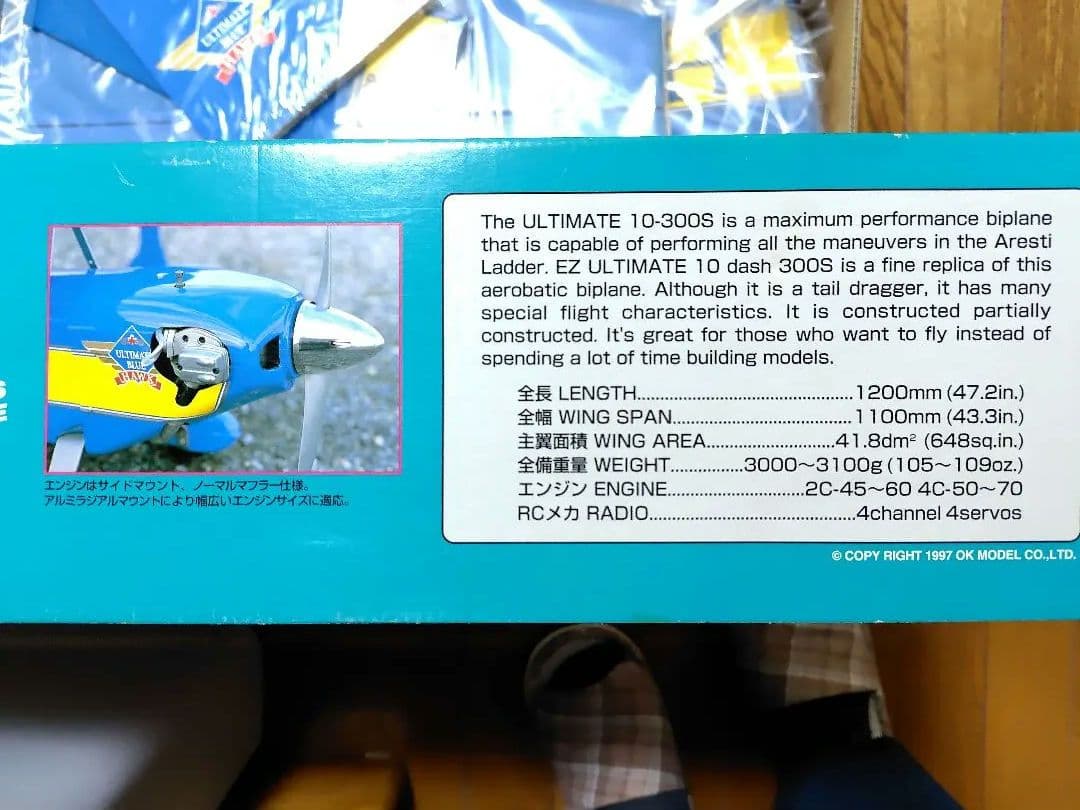 ULTIMATE
BLUE
HAWK
The ULTIMATE 10-300S is a maximum performance biplane
that is capable of performing all the maneuvers in the Aresti
Ladder. EZ ULTIMATE 10 dash 300S is a fine replica of this
aerobatic biplane. Although it is a tail dragger, it has many
special flight characteristics. It is constructed partially
constructed. It's great for those who want to fly instead of
spending a lot of time building models.
ULTIMATE
BLUE
HAWK
全長 LENGTH..............................................1200mm (47.2in.)
全幅 WING SPAN......................................1100mm (43.3in.)
主翼面積 WING AREA...........................41.8dm² (648sq.in.)
全備重量 WEIGHT...............3000〜3100g (105〜109oz.)
エンジン ENGINE.............................2C-45〜60 4C-50〜70
RCメカ RADIO............................................4channel 4servos
エンジンはサイドマウント、ノーマルマフラー仕様。
アルミラジアルマウントにより幅広いエンジンサイズに適応。
© COPY RIGHT 1997 OK MODEL CO.,LTD.